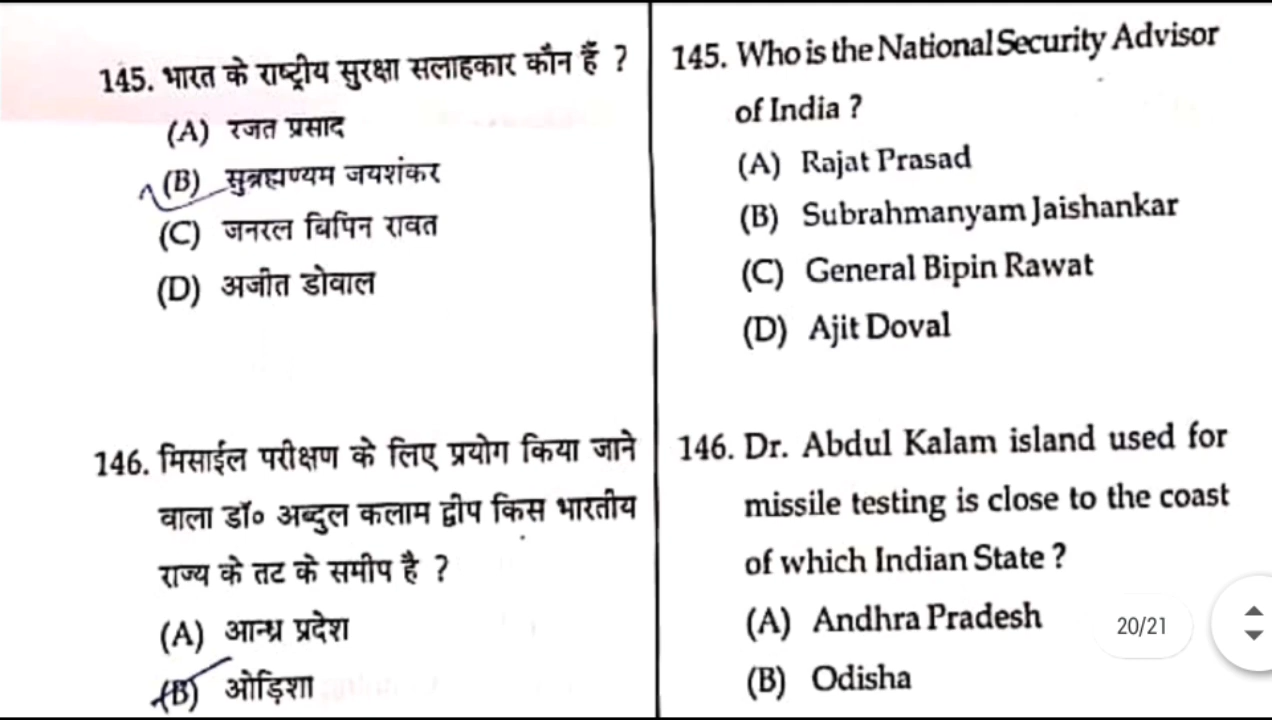 145. भारत के राष्ट्रीय सुरक्षा सलाहकार कौन हैं ?
(A) रजत प्रसाद
(B) सुब्रह्मण्यम जयशंकर
(C) जनरल बिपिन रावत
(D) अजीत डोवाल
146. मिसाईल परीक्षण के लिए प्रयोग किया जाने
वाला डॉ० अब्दुल कलाम द्वीप किस भारतीय
राज्य के तट के समीप है ?
(A) आन्ध्र प्रदेश
(B) ओड़िशा
145. Who is the National Security Advisor
of India ?
(A) Rajat Prasad
(B) Subrahmanyam Jaishankar
(C) General Bipin Rawat
(D) Ajit Doval
146. Dr. Abdul Kalam island used for
missile testing is close to the coast
of which Indian State ?
(A) Andhra Pradesh
(B) Odisha
20/21